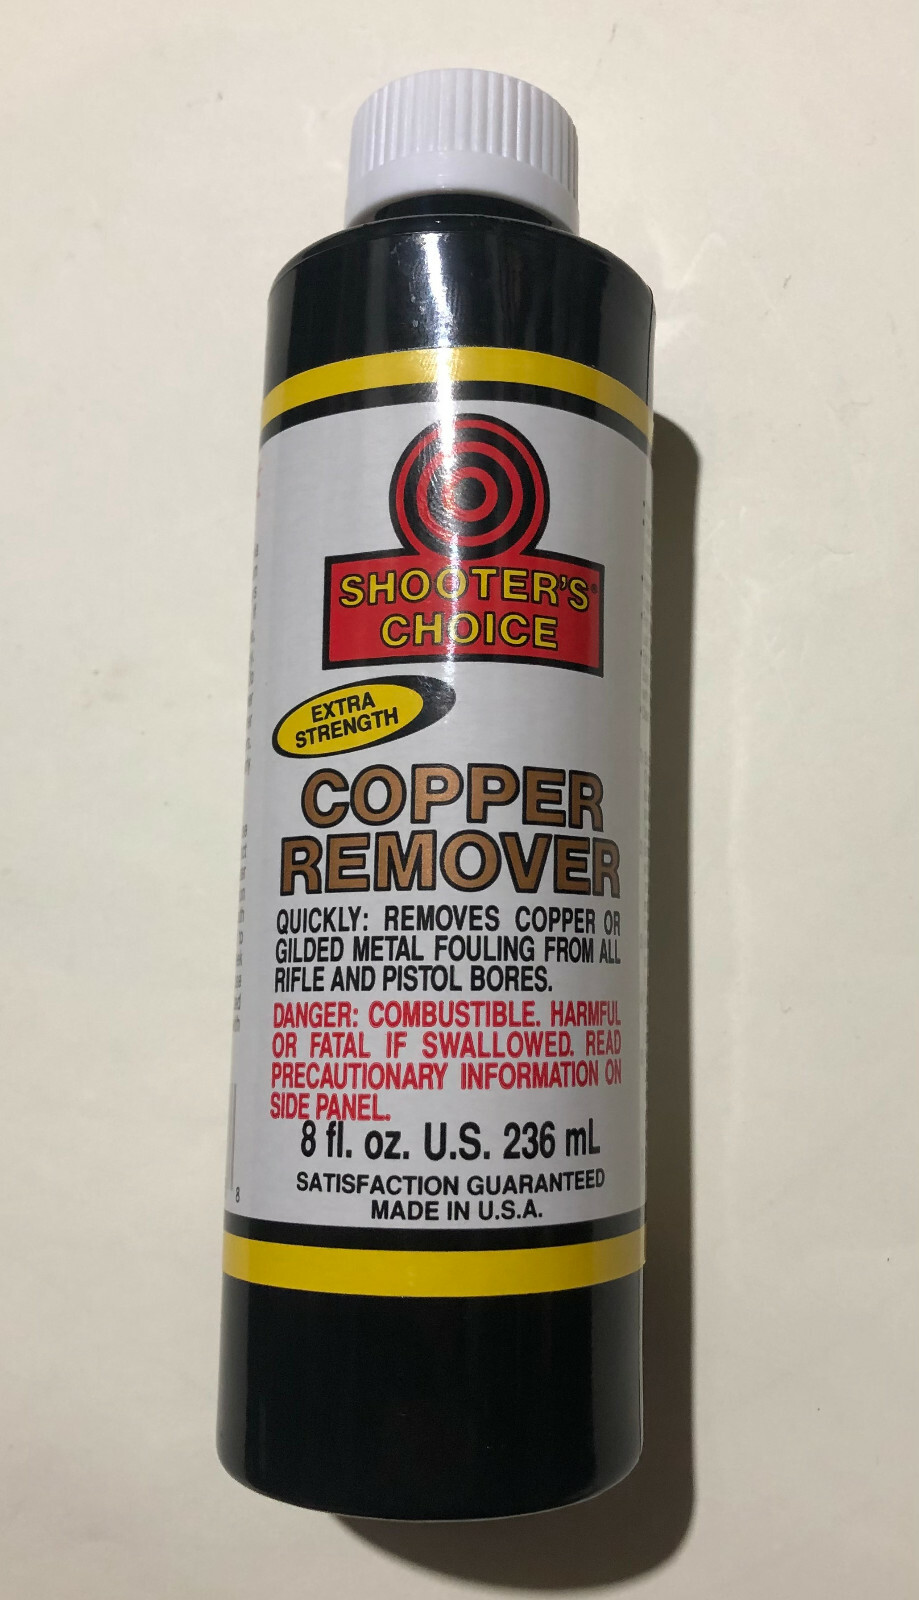 SHOOTER'S®
CHOICE
EXTRA
STRENGTH
COPPER
REMOVER
QUICKLY: REMOVES COPPER OR
GILDED METAL FOULING FROM ALL
RIFLE AND PISTOL BORES.
DANGER: COMBUSTIBLE. HARMFUL
OR FATAL IF SWALLOWED. READ
PRECAUTIONARY INFORMATION ON
SIDE PANEL.
8 fl. oz. U.S. 236 mL
SATISFACTION GUARANTEED
MADE IN U.S.A.
8